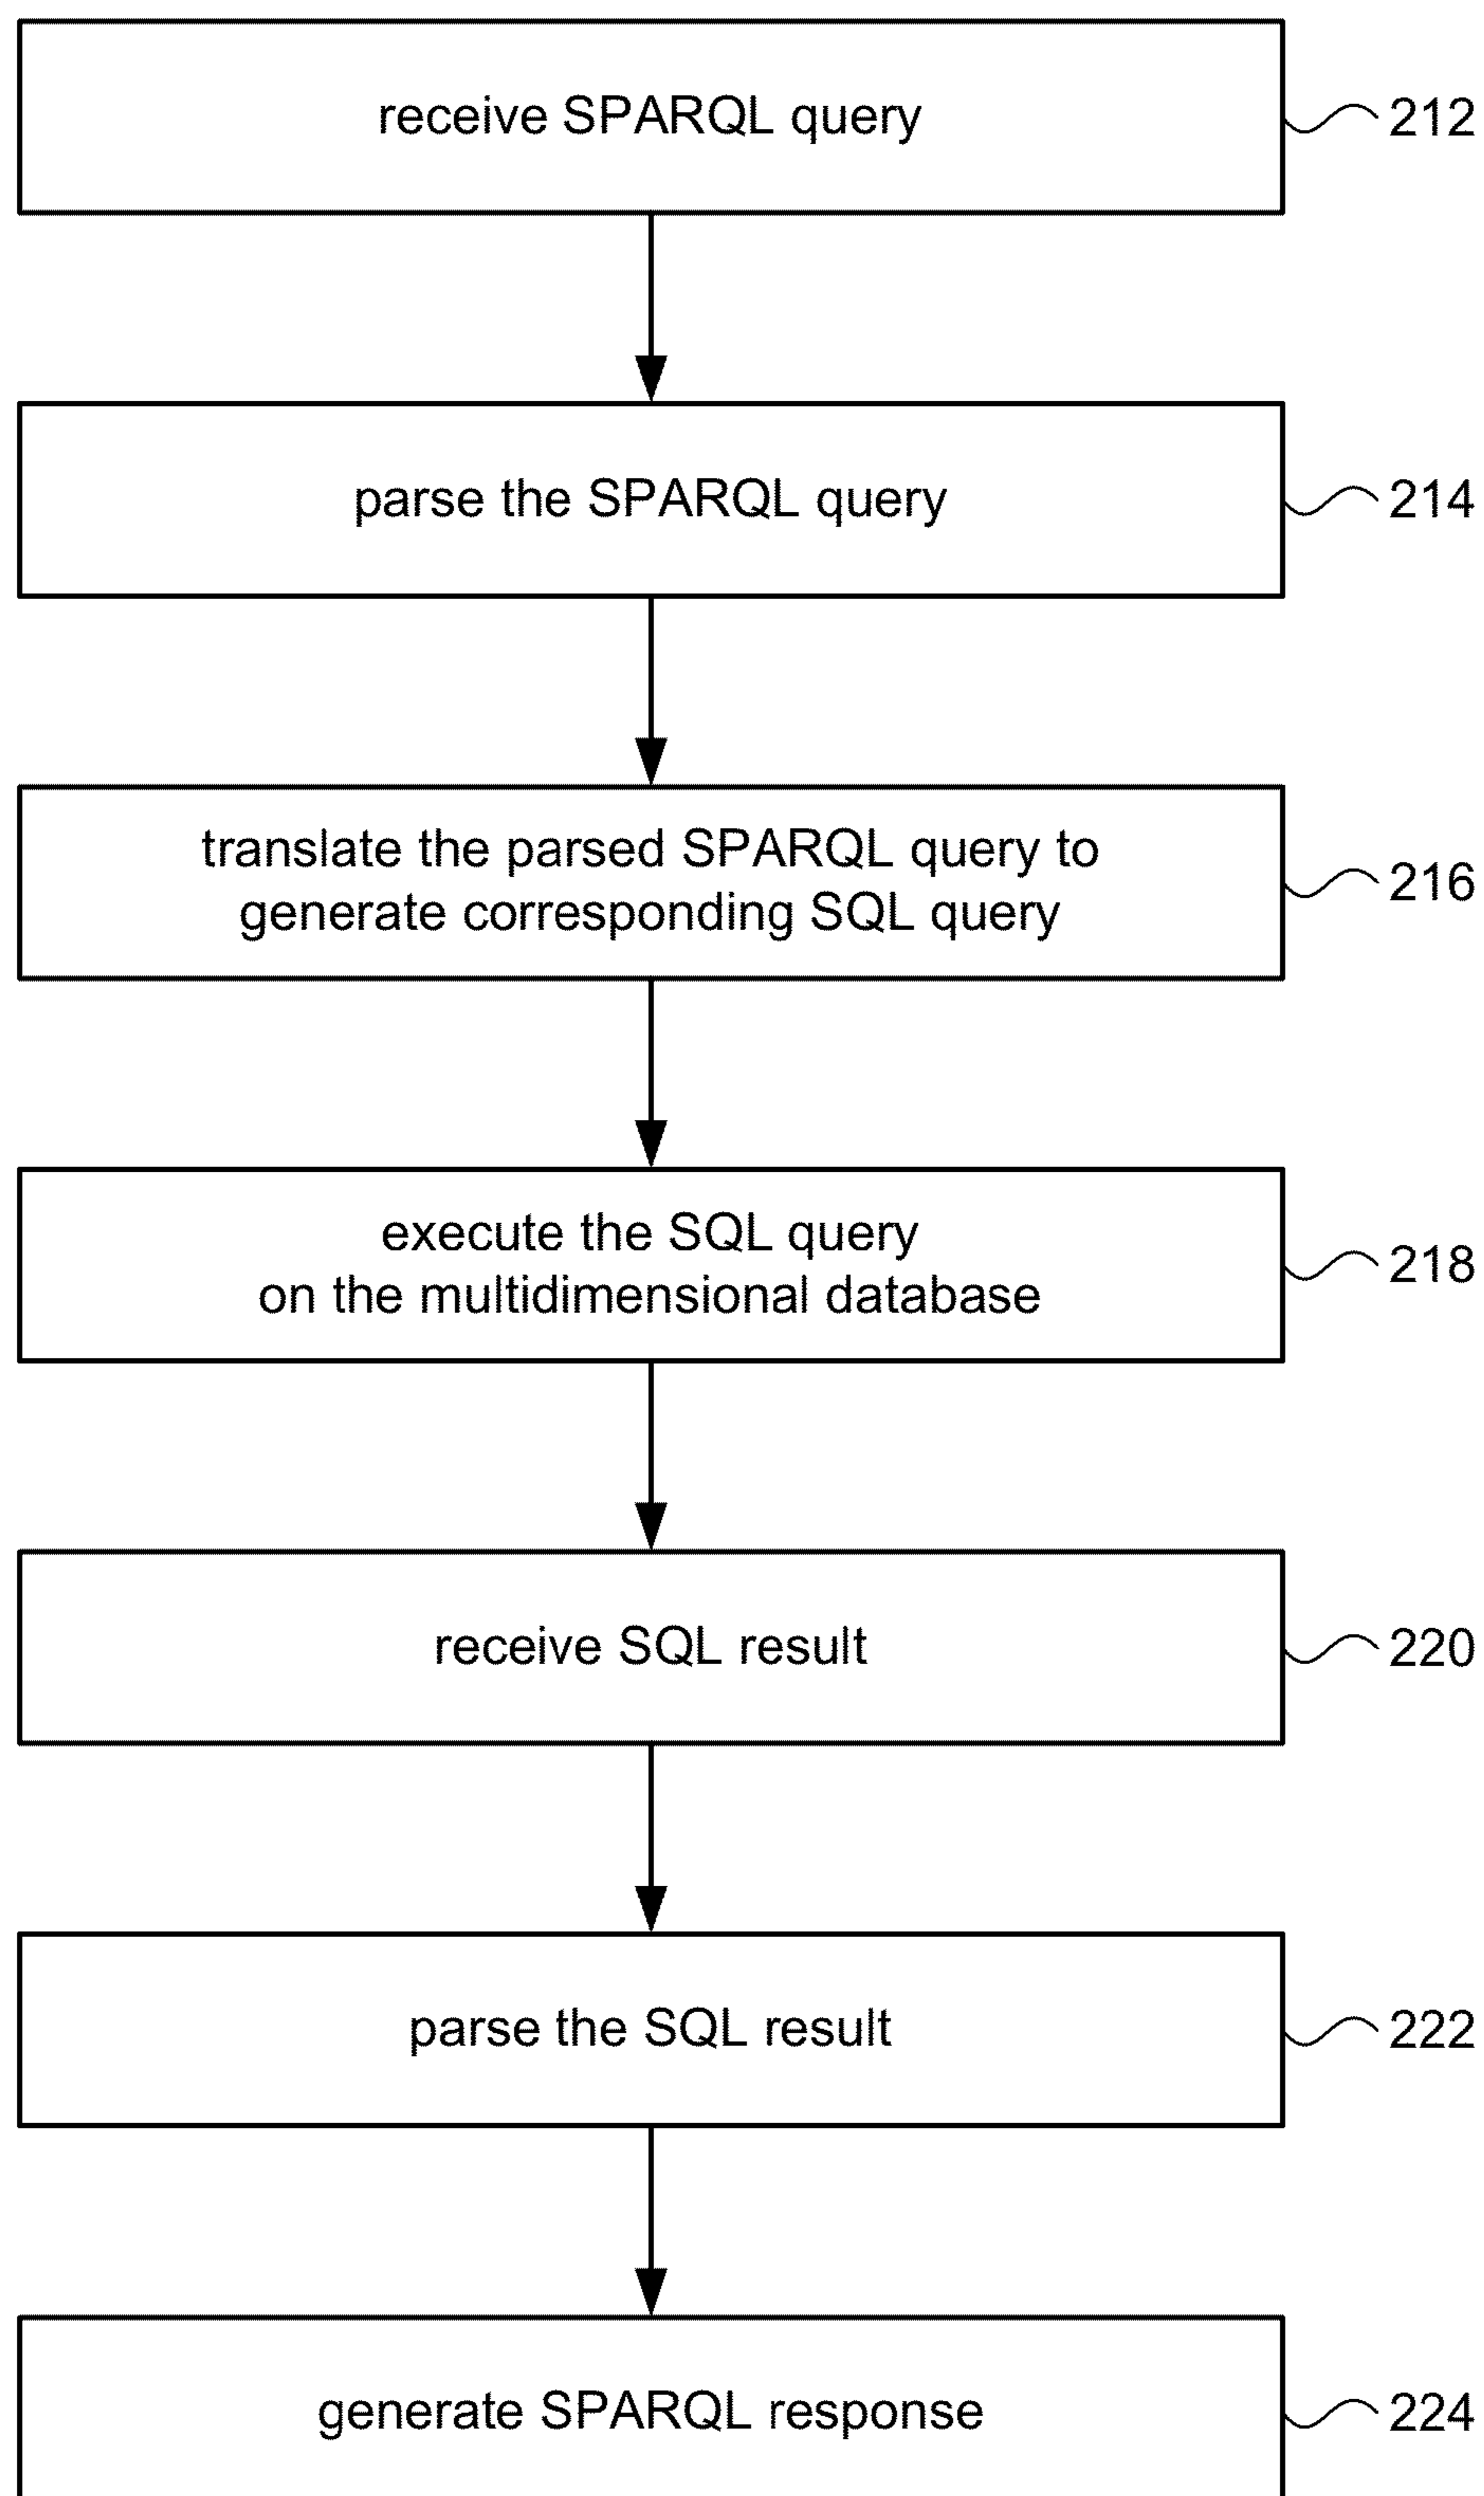 receive SPARQL query
212
parse the SPARQL query
214
translate the parsed SPARQL query to
generate corresponding SQL query
216
execute the SQL query
on the multidimensional database
218
receive SQL result
220
parse the SQL result
222
generate SPARQL response
224